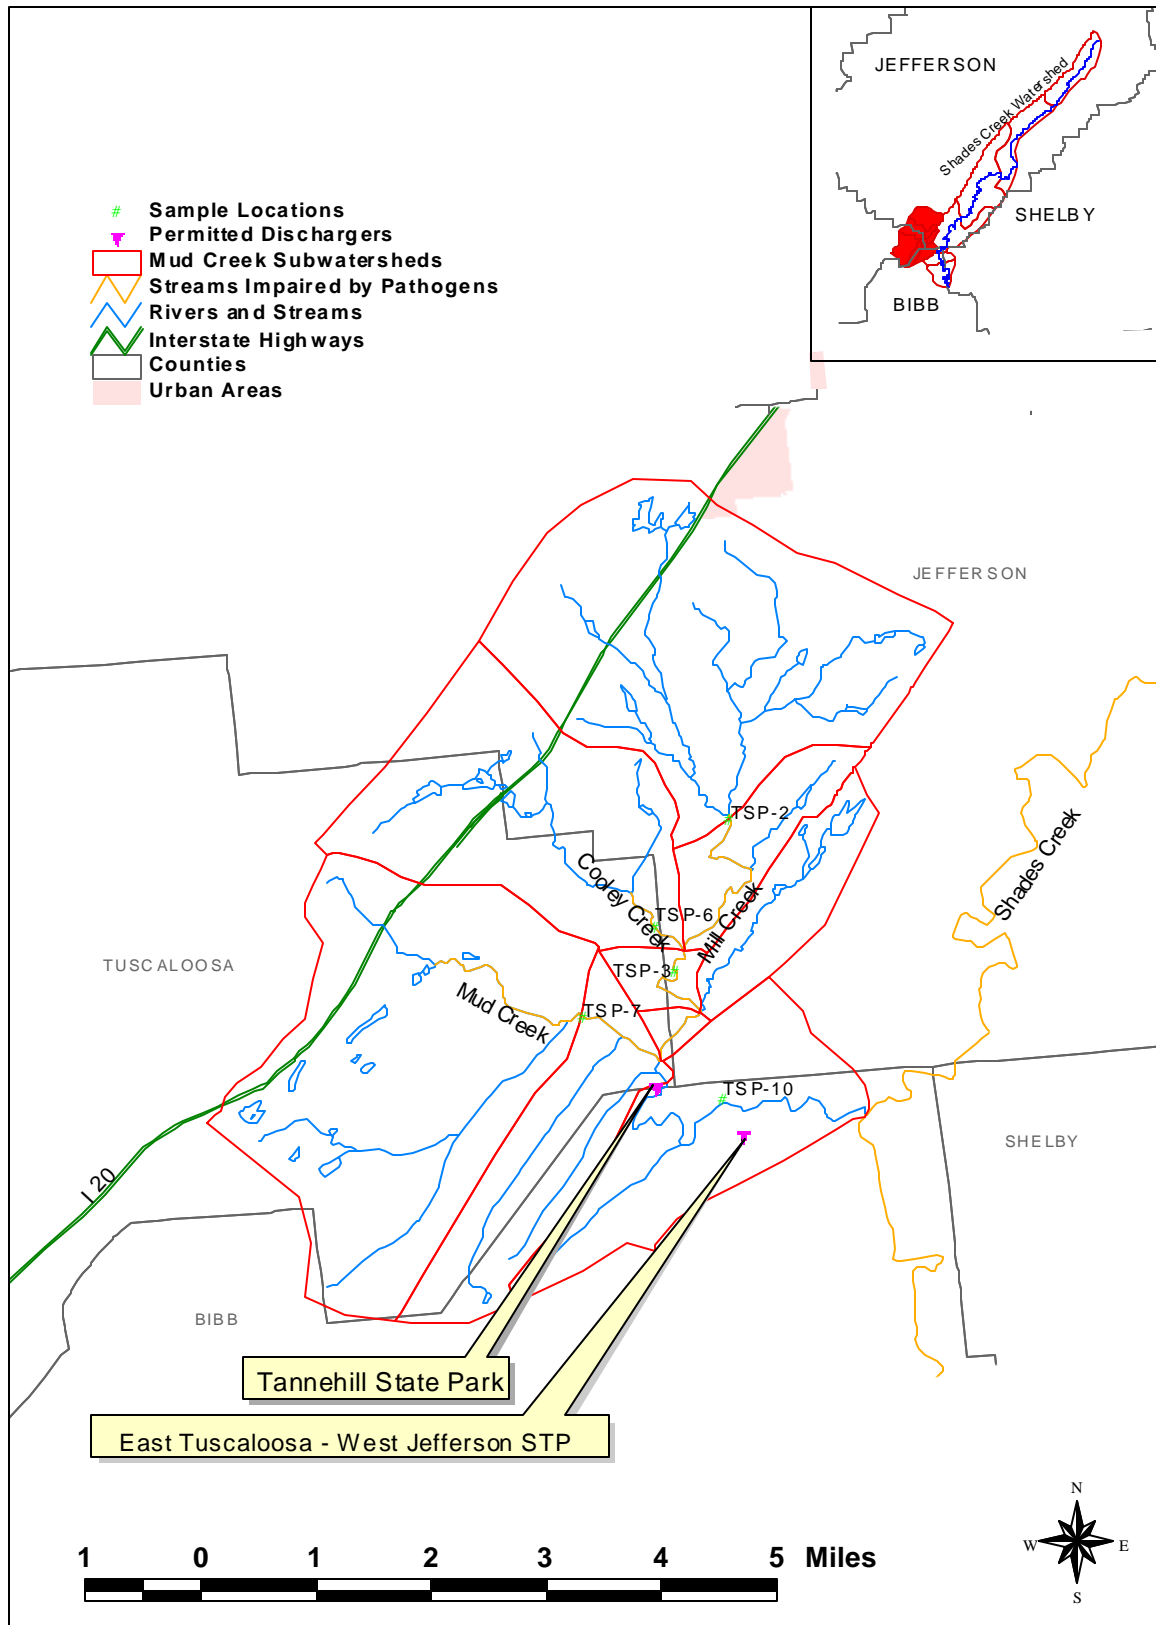 JEFFERSON
Shades Creek Watershed
SHELBY
BIBB
# Sample Locations
Permitted Dischargers
Mud Creek Subwatersheds
Streams Impaired by Pathogens
Rivers and Streams
Interstate Highways
Counties
Urban Areas
JEFFERSON
TSP-2
Shades Creek
Cooley Creek
TSP-6
Mill Creek
TUSCALOOSA
TSP-3
Mud Creek
TSP-7
TSP-10
SHELBY
I 20
BIBB
Tannehill State Park
East Tuscaloosa - West Jefferson STP
N
W E
S
1 0 1 2 3 4 5 Miles